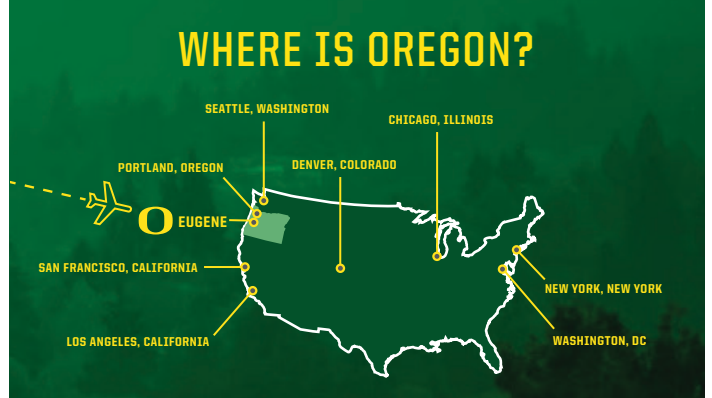 WHERE IS OREGON?
SEATTLE, WASHINGTON
CHICAGO, ILLINOIS
PORTLAND, OREGON
DENVER, COLORADO
O EUGENE
SAN FRANCISCO, CALIFORNIA
NEW YORK, NEW YORK
LOS ANGELES, CALIFORNIA
WASHINGTON, DC